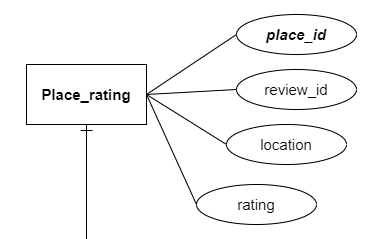 place_id
Place_rating
review_id
location
rating